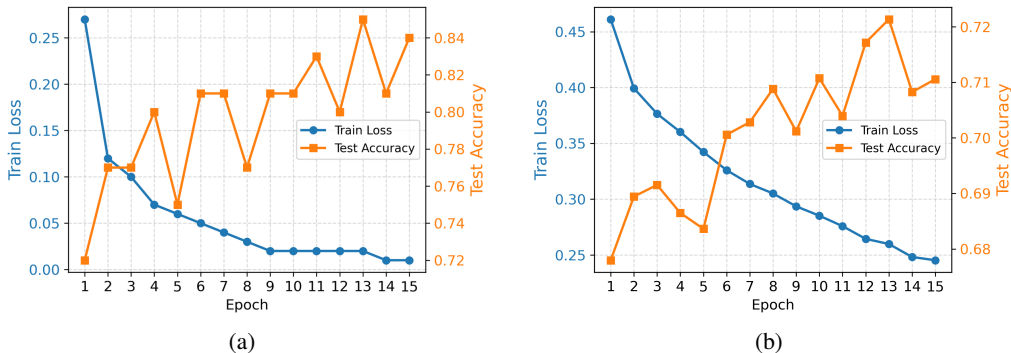 Train Loss
0.25
0.20
0.15
0.10
0.05
0.00
Train Loss
Test Accuracy
0.84
0.82
0.80
0.78
0.76
0.74
0.72
Test Accuracy
1 2 3 4 5 6 7 8 9 10 11 12 13 14 15
Epoch
(a)
Train Loss
0.45
0.40
0.35
0.30
0.25
Train Loss
Test Accuracy
0.72
0.71
0.70
0.69
0.68
Test Accuracy
1 2 3 4 5 6 7 8 9 10 11 12 13 14 15
Epoch
(b)